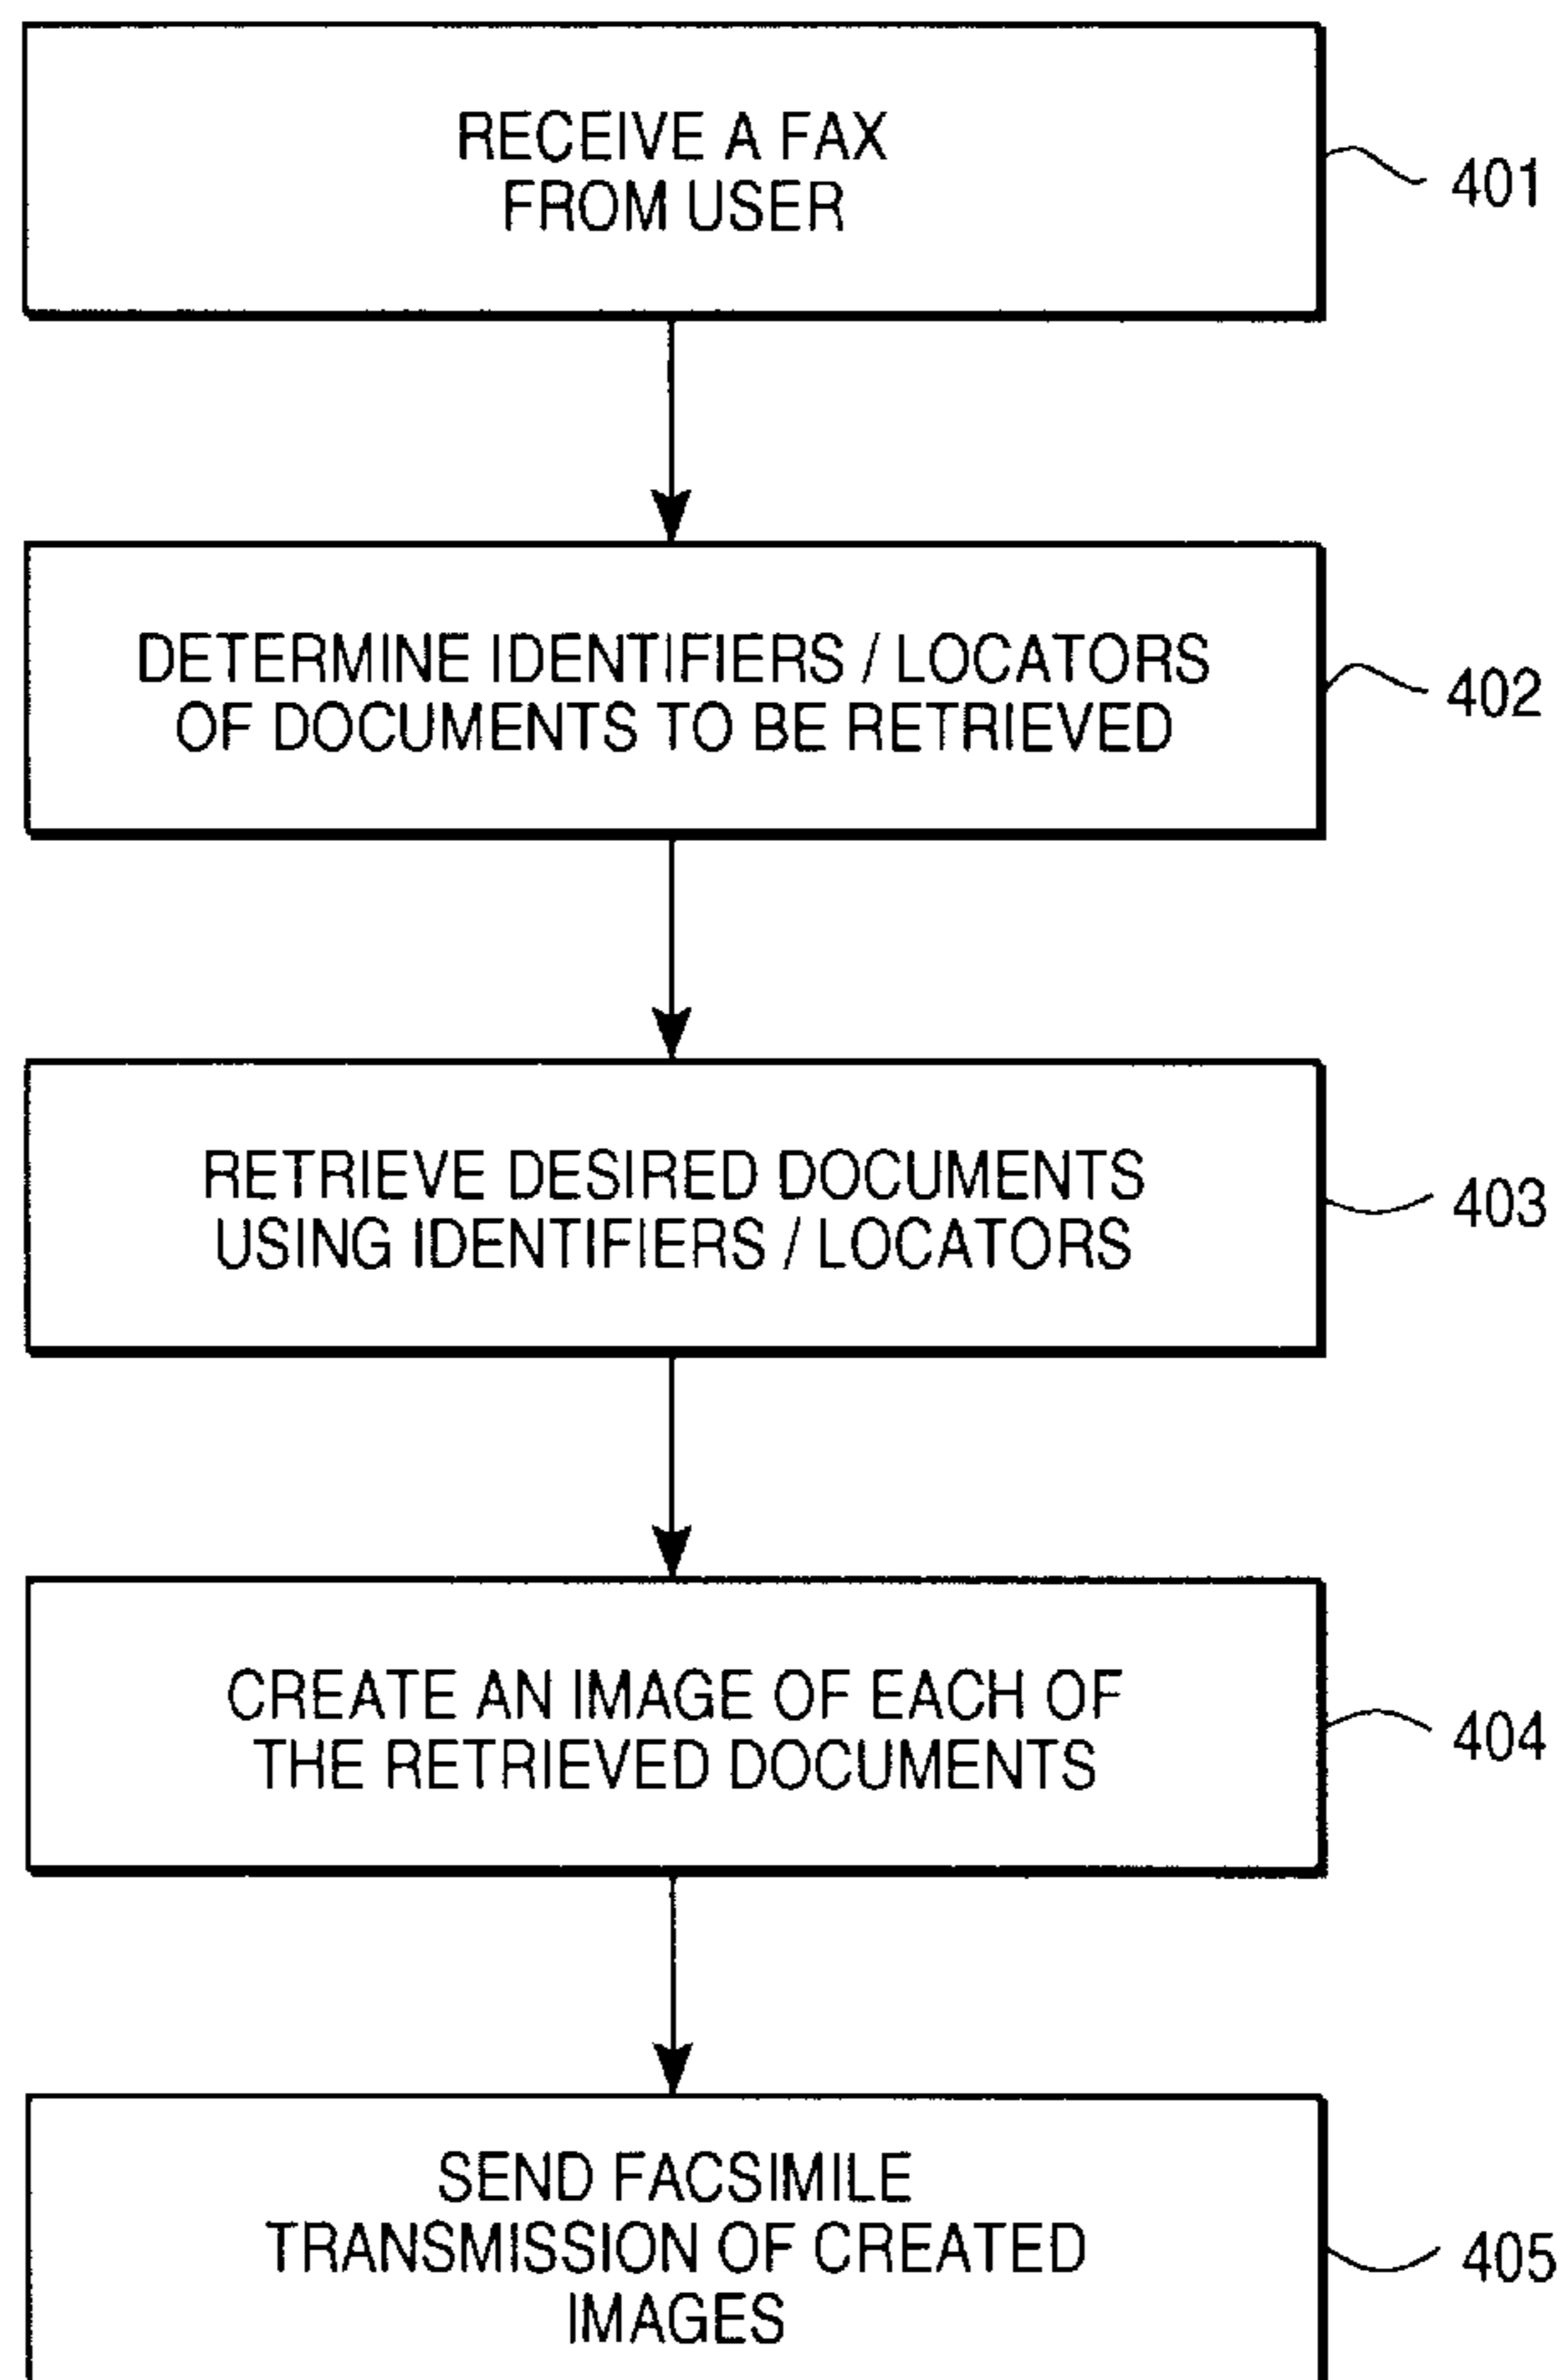 RECEIVE A FAX
FROM USER
401
DETERMINE IDENTIFIERS / LOCATORS
OF DOCUMENTS TO BE RETRIEVED
402
RETRIEVE DESIRED DOCUMENTS
USING IDENTIFIERS / LOCATORS
403
CREATE AN IMAGE OF EACH OF
THE RETRIEVED DOCUMENTS
404
SEND FACSIMILE
TRANSMISSION OF CREATED
IMAGES
405